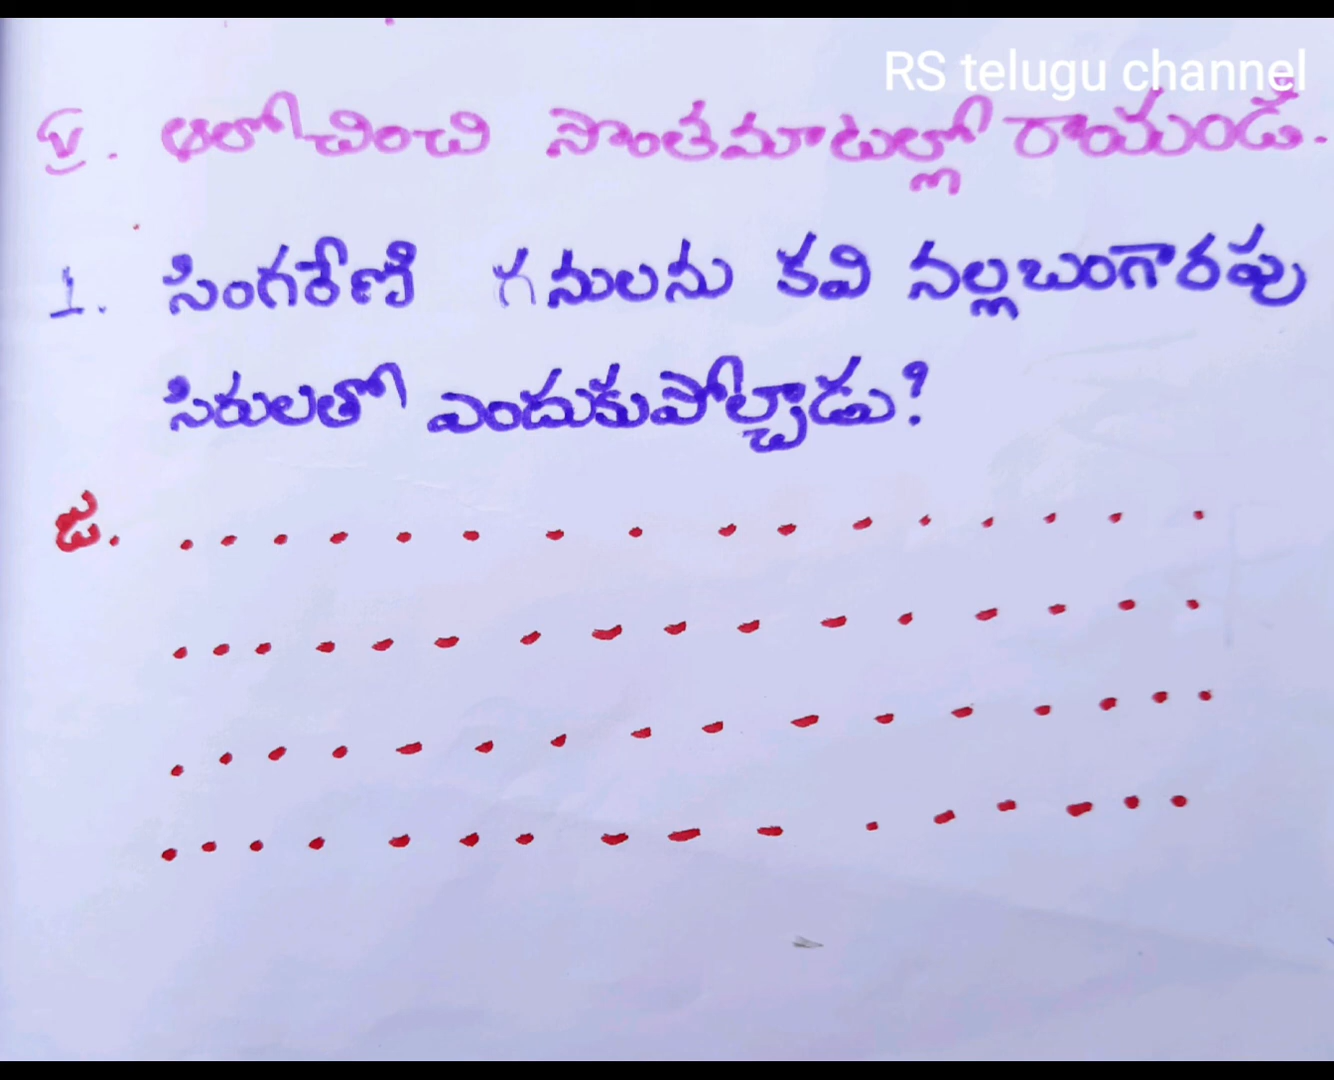 RS telugu channel
V. ఆలోచించి సొంతమాటల్లో రాయండి.
1. సింగరేణి గనులను కవి నల్లబంగారపు
సిరులతో ఎందుకుపోల్చాడు?
జ.